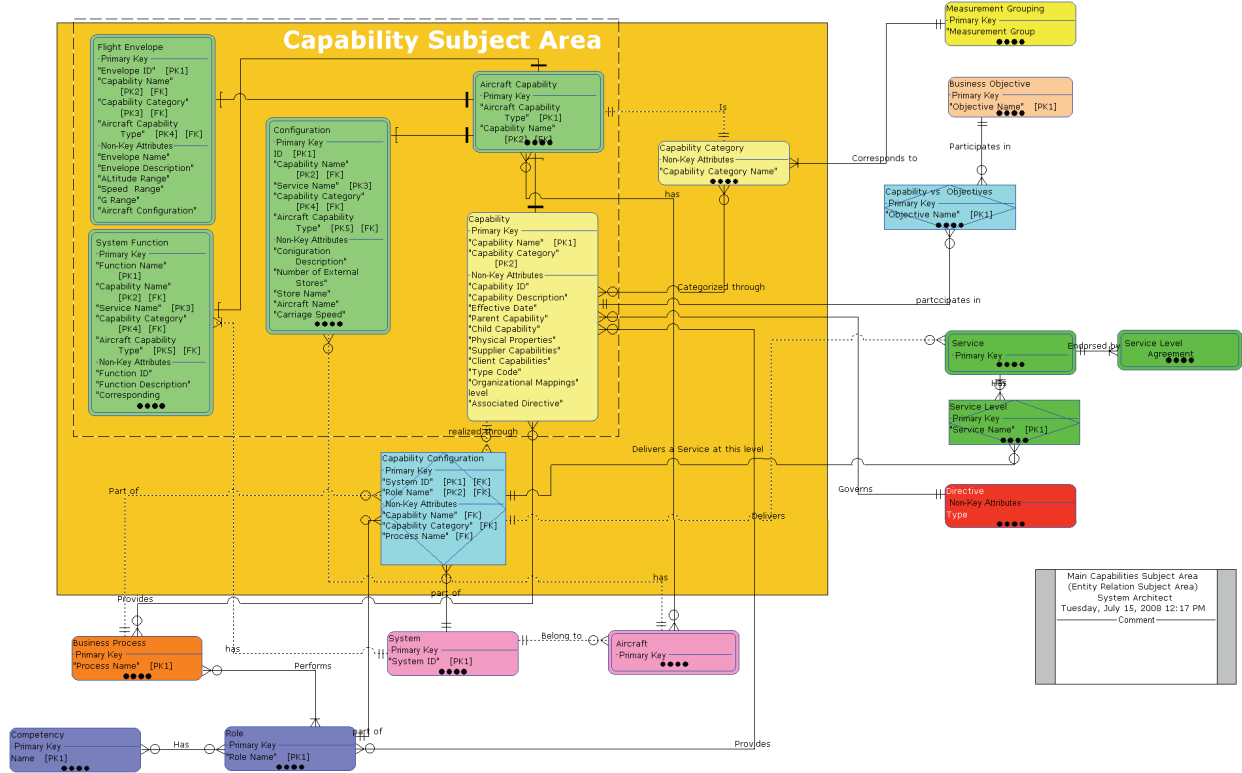 Capability Subject Area
Flight Envelope
Primary Key
"Envelope ID" [PK1]
"Capability Name"
[PK2] [FK]
"Capability Category"
[PK3] [FK]
"Aircraft Capability
Type" [PK4] [FK]
Non-Key Attributes
"Envelope Name"
"Envelope Description"
"ALtitude Range"
"Speed Range"
"G Range"
"Aircraft Configuration"
System Function
Primary Key
"Function Name"
[PK1]
"Capability Name"
[PK2] [FK]
"Service Name" [PK3]
"Capability Category"
[PK4] [FK]
"Aircraft Capability
Type" [PK5] [FK]
Non-Key Attributes
"Function ID"
"Function Description"
"Corresponding
Configuration
Primary Key
ID [PK1]
"Capability Name"
[PK2] [FK]
"Service Name" [PK3]
"Capability Category"
[PK4] [FK]
"Aircraft Capability
Type" [PK5] [FK]
Non-Key Attributes
"Coniguration
Description"
"Number of External
Stores"
"Store Name"
"Aircraft Name"
"Carriage Speed"
Aircraft Capability
Primary Key
"Aircraft Capability
Type" [PK1]
"Capability Name"
[PK2] [FK]
Is
has
Capability
Primary Key
"Capability Name" [PK1]
"Capability Category"
[PK2]
Non-Key Attributes
"Capability ID"
"Capability Description"
"Effective Date"
"Parent Capability"
"Child Capability"
"Physical Properties"
"Supplier Capabilities"
"Client Capabilities"
"Type Code"
"Organizational Mappings"
level
"Associated Directive"
Capability Category
Non-Key Attributes
"Capability Category Name"
Corresponds to
Categorized through
partccipates in
Measurement Grouping
Primary Key
"Measurement Group
Business Objective
Primary Key
"Objective Name" [PK1]
Participates in
Capability vs Objectives
Primary Key
"Objective Name" [PK1]
Service
Primary Key
Endorsed by
Service Level
Agreement
Has
Service Level
Primary Key
"Service Name" [PK1]
Directive
Non-Key Attributes
Type
realized through
Delivers a Service at this level
Governs
Delivers
Capability Configuration
Primary Key
"System ID" [PK1] [FK]
"Role Name" [PK2] [FK]
Non-Key Attributes
"Capability Name" [FK]
"Capability Category" [FK]
"Process Name" [FK]
Part of
has
part of
Provides
Business Process
Primary Key
"Process Name" [PK1]
has
System
Primary Key
"System ID" [PK1]
Belong to
Aircraft
Primary Key
Performs
Competency
Primary Key
Name [PK1]
Has
Role
Primary Key
"Role Name" [PK1]
part of
Provides
Main Capabilities Subject Area
(Entity Relation Subject Area)
System Architect
Tuesday, July 15, 2008 12:17 PM
Comment